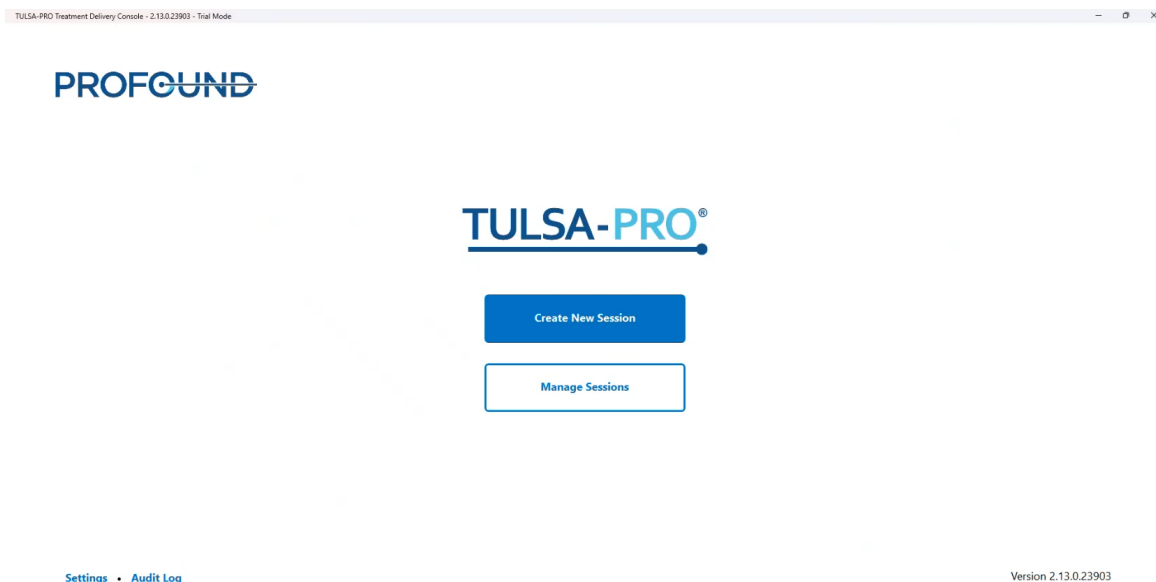 TULSA-PRO Treatment Delivery Console - 2.13.0.23903 - Trial Mode
PROFOUND
TULSA-PRO®
Create New Session
Manage Sessions
Settings • Audit Log
Version 2.13.0.23903